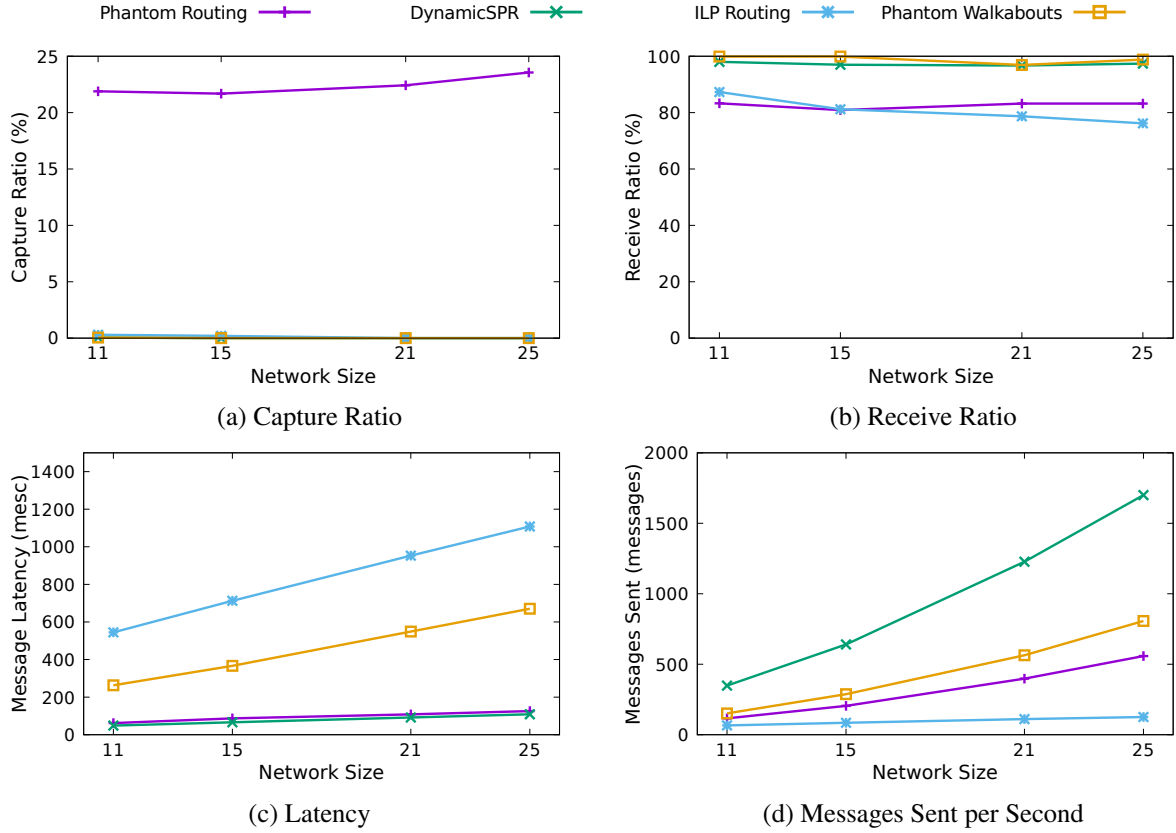 Phantom Routing DynamicSPR ILP Routing Phantom Walkabouts
25
20
15
10
5
0
Capture Ratio (%)
11 15 21 25
Network Size
(a) Capture Ratio
100
80
60
40
20
0
Receive Ratio (%)
11 15 21 25
Network Size
(b) Receive Ratio
1400
1200
1000
800
600
400
200
0
Message Latency (mesc)
11 15 21 25
Network Size
(c) Latency
2000
1500
1000
500
0
Messages Sent (messages)
11 15 21 25
Network Size
(d) Messages Sent per Second